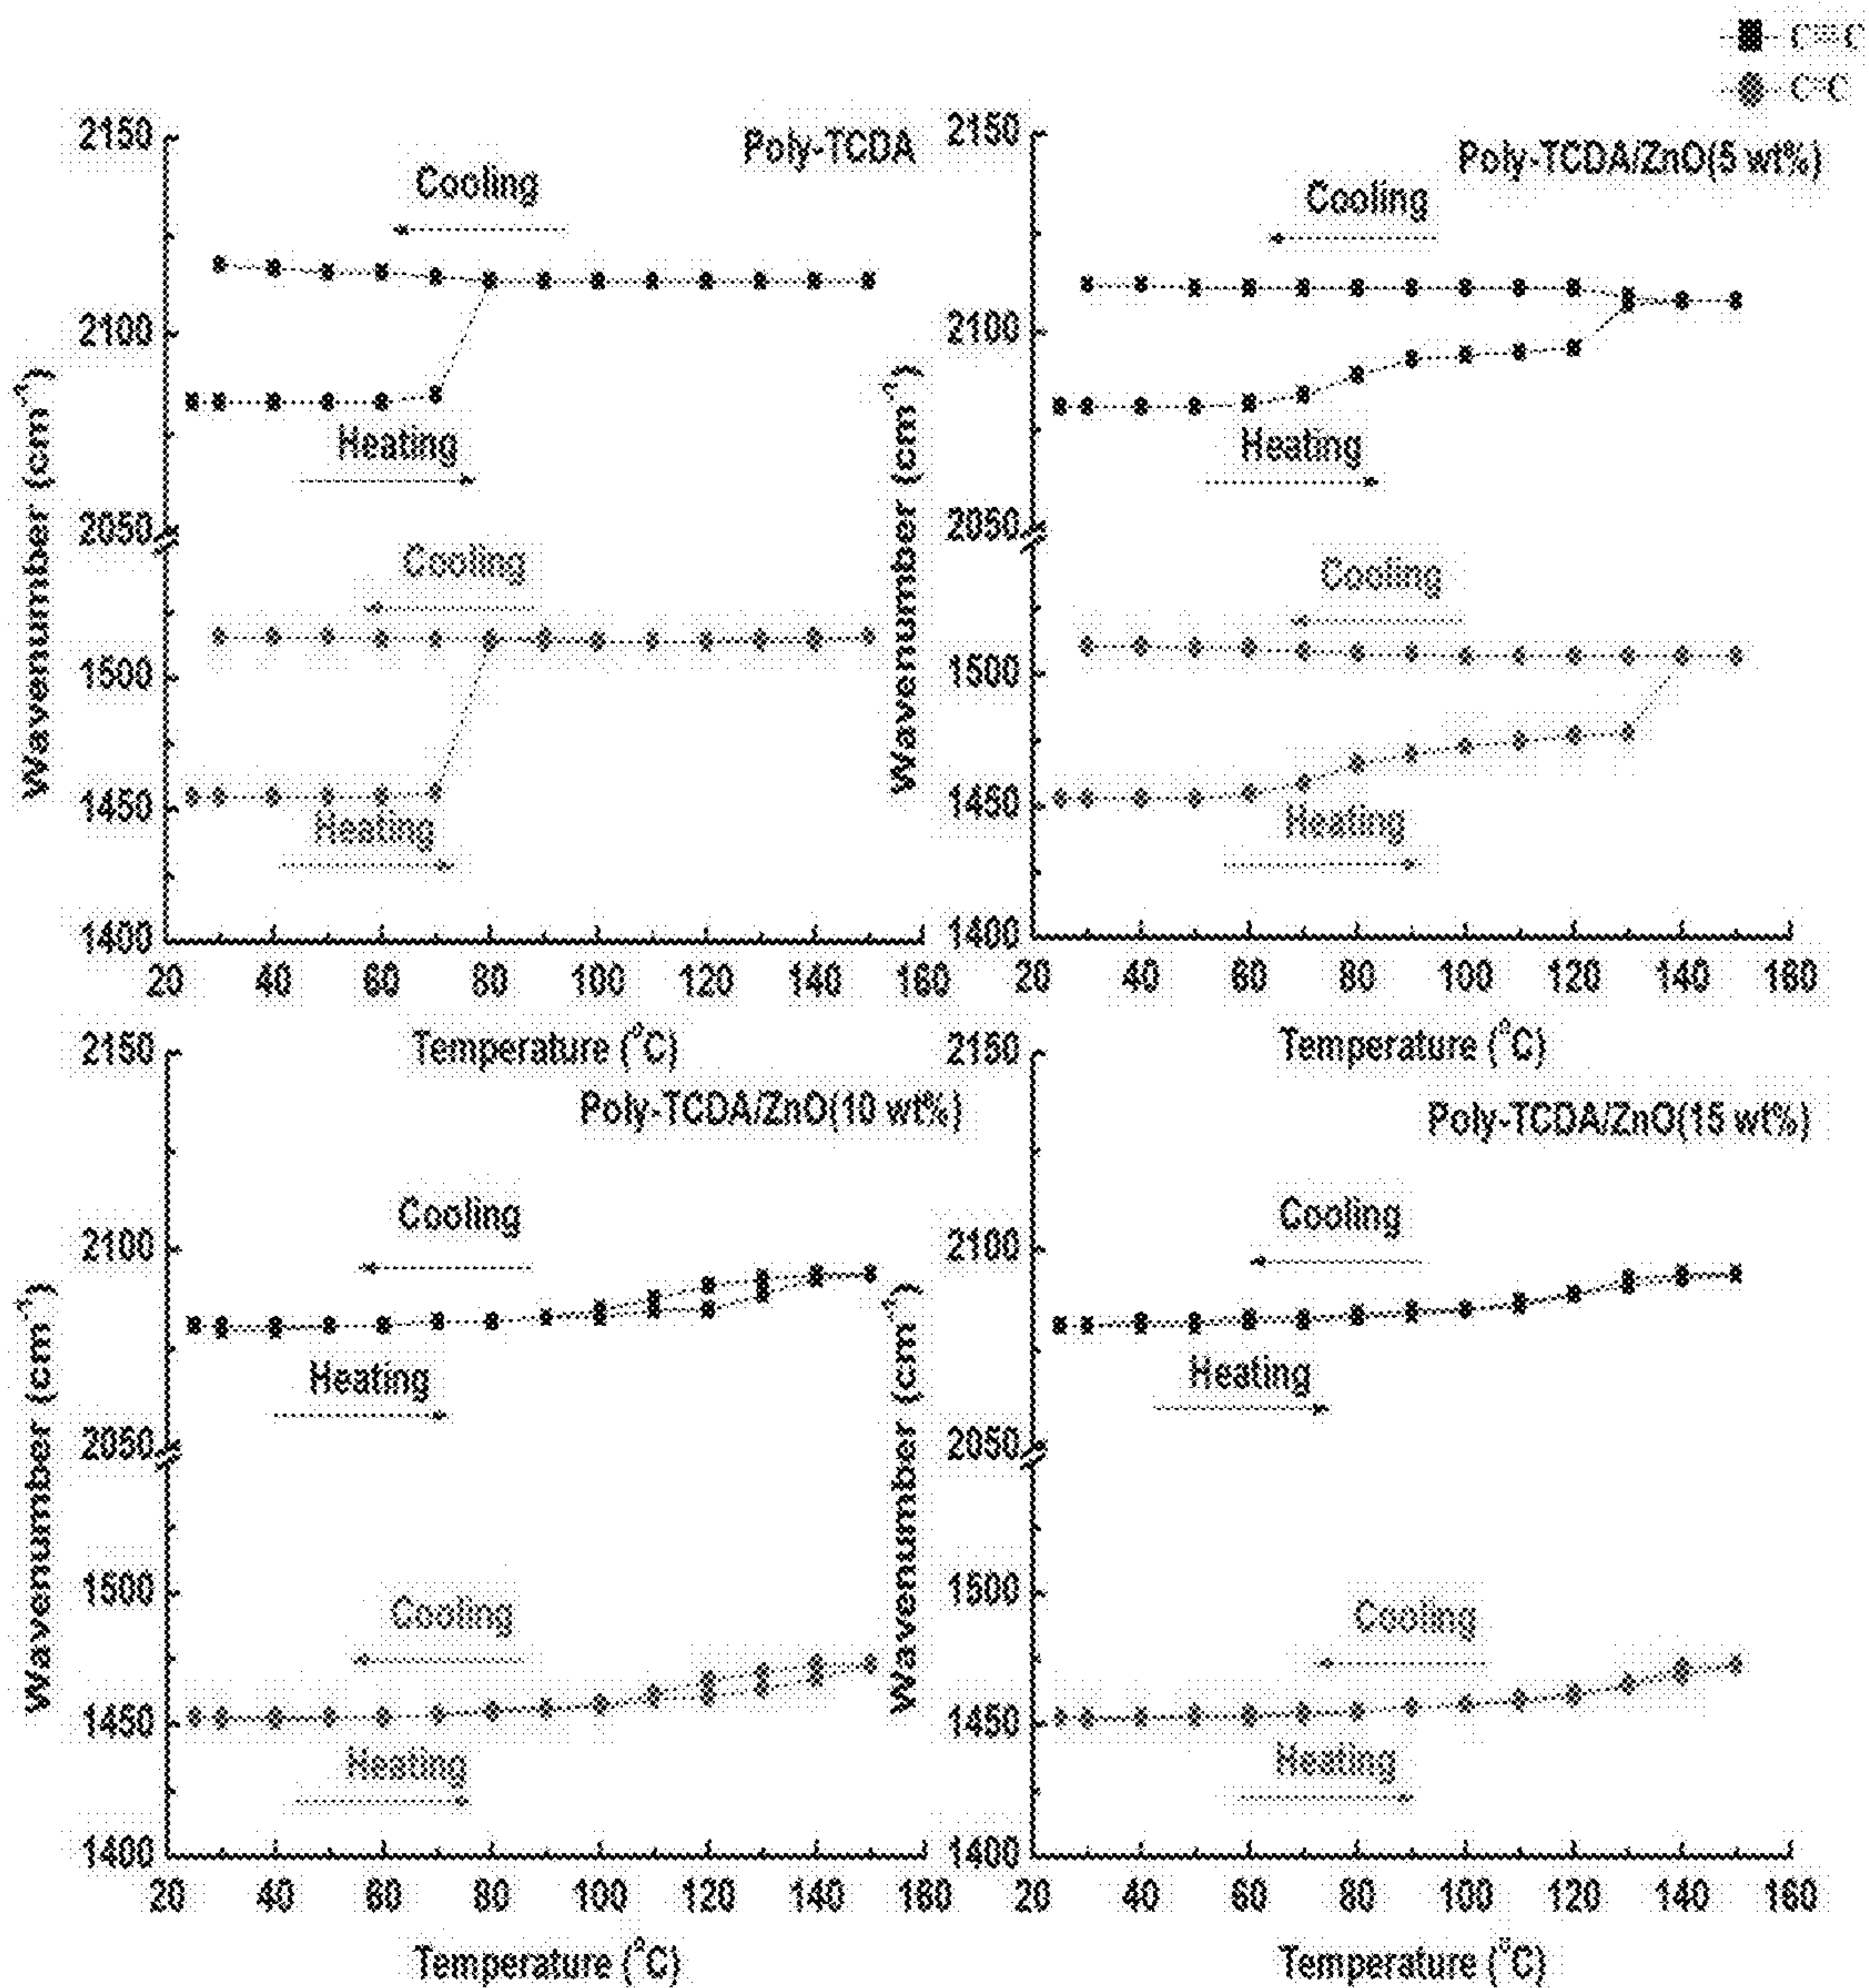 C≡C
C=C
2150
Poly-TCDA
Cooling
2100
Heating
2050
Cooling
1500
1450
Heating
1400
20 40 60 80 100 120 140 160
Temperature (°C)
Wavenumber (cm⁻¹)
2150
Poly-TCDA/ZnO(5 wt%)
Cooling
2100
Heating
2050
Cooling
1500
1450
Heating
1400
20 40 60 80 100 120 140 160
Temperature (°C)
Wavenumber (cm⁻¹)
2150
Poly-TCDA/ZnO(10 wt%)
Cooling
2100
Heating
2050
1500
Cooling
1450
Heating
1400
20 40 60 80 100 120 140 160
Temperature (°C)
Wavenumber (cm⁻¹)
2150
Poly-TCDA/ZnO(15 wt%)
Cooling
2100
Heating
2050
1500
Cooling
1450
Heating
1400
20 40 60 80 100 120 140 160
Temperature (°C)
Wavenumber (cm⁻¹)